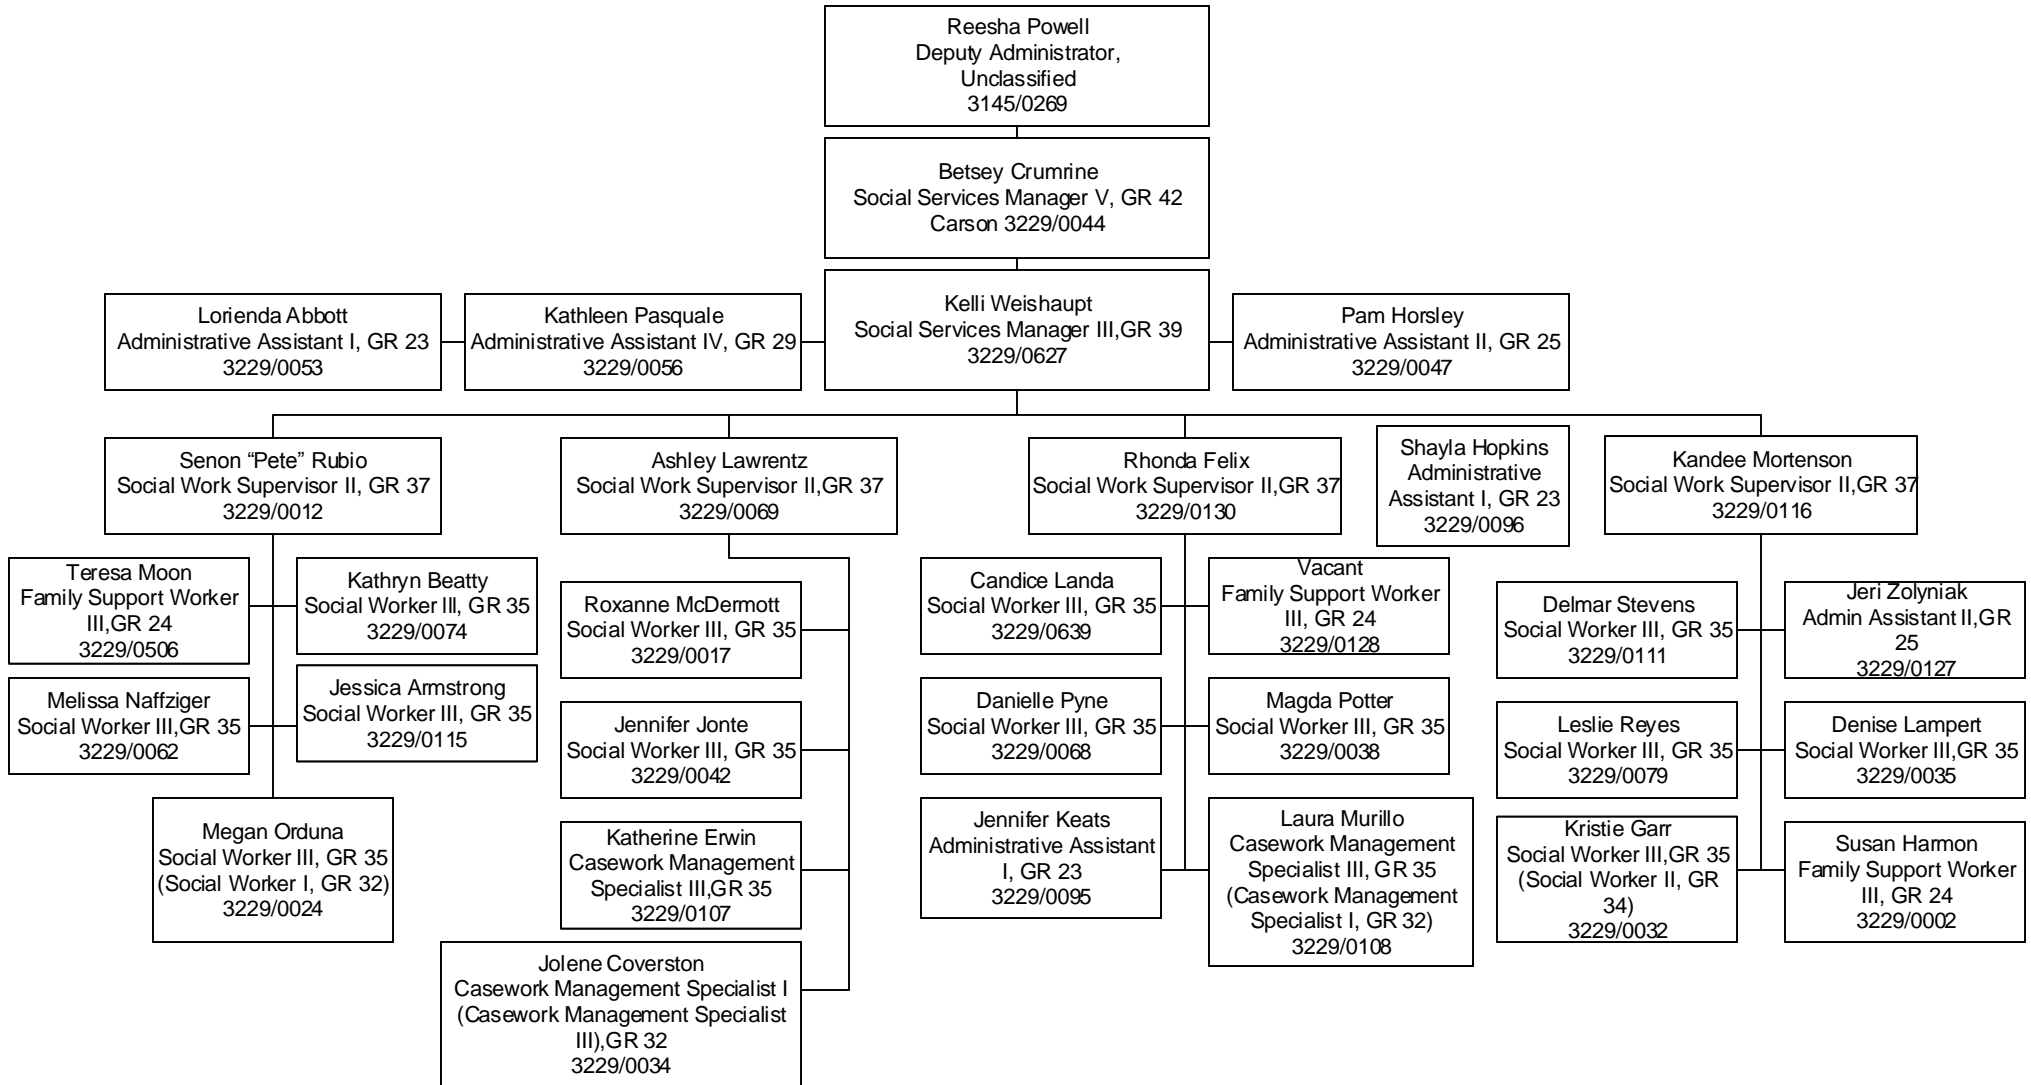 Reesha Powell
Deputy Administrator,
Unclassified
3145/0269
Betsey Crumrine
Social Services Manager V, GR 42
Carson 3229/0044
Lorienda Abbott
Administrative Assistant I, GR 23
3229/0053
Kathleen Pasquale
Administrative Assistant IV, GR 29
3229/0056
Kelli Weishaupt
Social Services Manager III,GR 39
3229/0627
Pam Horsley
Administrative Assistant II, GR 25
3229/0047
Senon “Pete” Rubio
Social Work Supervisor II, GR 37
3229/0012
Ashley Lawrentz
Social Work Supervisor II,GR 37
3229/0069
Rhonda Felix
Social Work Supervisor II,GR 37
3229/0130
Shayla Hopkins
Administrative
Assistant I, GR 23
3229/0096
Kandee Mortenson
Social Work Supervisor II,GR 37
3229/0116
Teresa Moon
Family Support Worker
III,GR 24
3229/0506
Kathryn Beatty
Social Worker III, GR 35
3229/0074
Melissa Naffziger
Social Worker III,GR 35
3229/0062
Jessica Armstrong
Social Worker III, GR 35
3229/0115
Megan Orduna
Social Worker III, GR 35
(Social Worker I, GR 32)
3229/0024
Roxanne McDermott
Social Worker III, GR 35
3229/0017
Jennifer Jonte
Social Worker III, GR 35
3229/0042
Katherine Erwin
Casework Management
Specialist III,GR 35
3229/0107
Jolene Coverston
Casework Management Specialist I
(Casework Management Specialist
III),GR 32
3229/0034
Candice Landa
Social Worker III, GR 35
3229/0639
Vacant
Family Support Worker
III, GR 24
3229/0128
Danielle Pyne
Social Worker III, GR 35
3229/0068
Magda Potter
Social Worker III, GR 35
3229/0038
Jennifer Keats
Administrative Assistant
I, GR 23
3229/0095
Laura Murillo
Casework Management
Specialist III, GR 35
(Casework Management
Specialist I, GR 32)
3229/0108
Delmar Stevens
Social Worker III, GR 35
3229/0111
Jeri Zolyniak
Admin Assistant II,GR
25
3229/0127
Leslie Reyes
Social Worker III, GR 35
3229/0079
Denise Lampert
Social Worker III,GR 35
3229/0035
Kristie Garr
Social Worker III,GR 35
(Social Worker II, GR
34)
3229/0032
Susan Harmon
Family Support Worker
III, GR 24
3229/0002